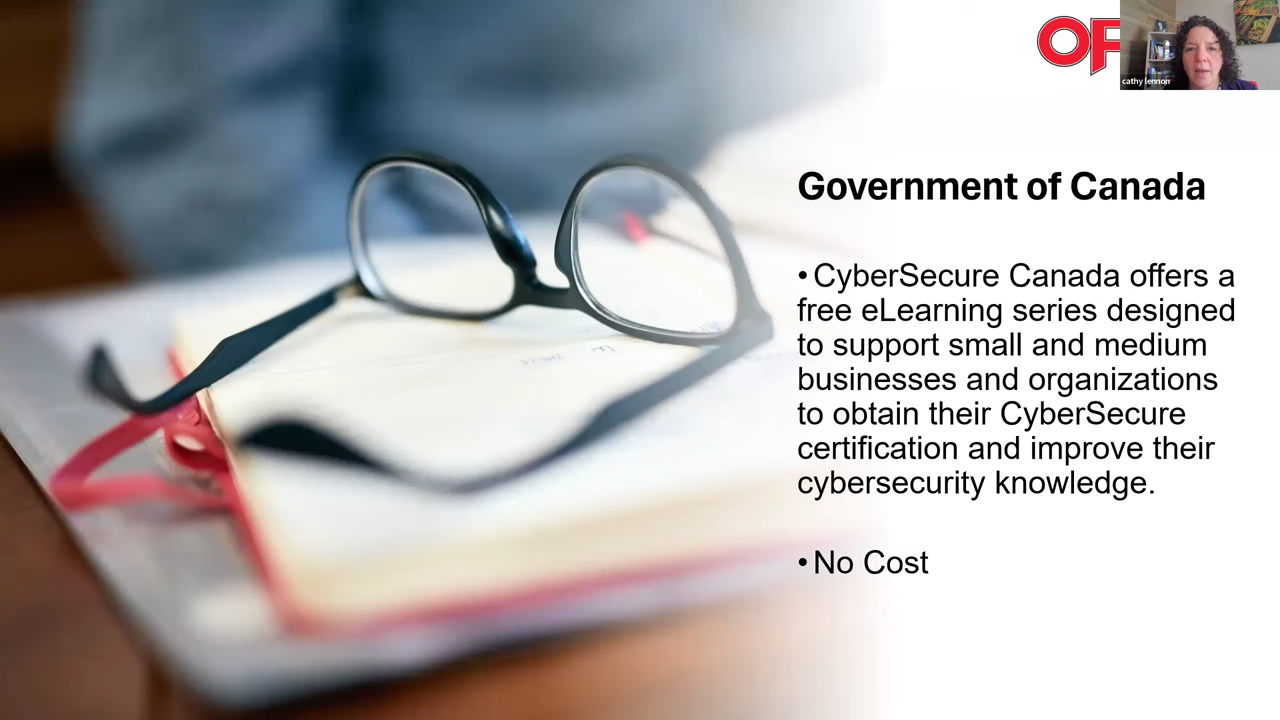 OF
cathy lennon
Government of Canada
• CyberSecure Canada offers a
free eLearning series designed
to support small and medium
businesses and organizations
to obtain their CyberSecure
certification and improve their
cybersecurity knowledge.
• No Cost